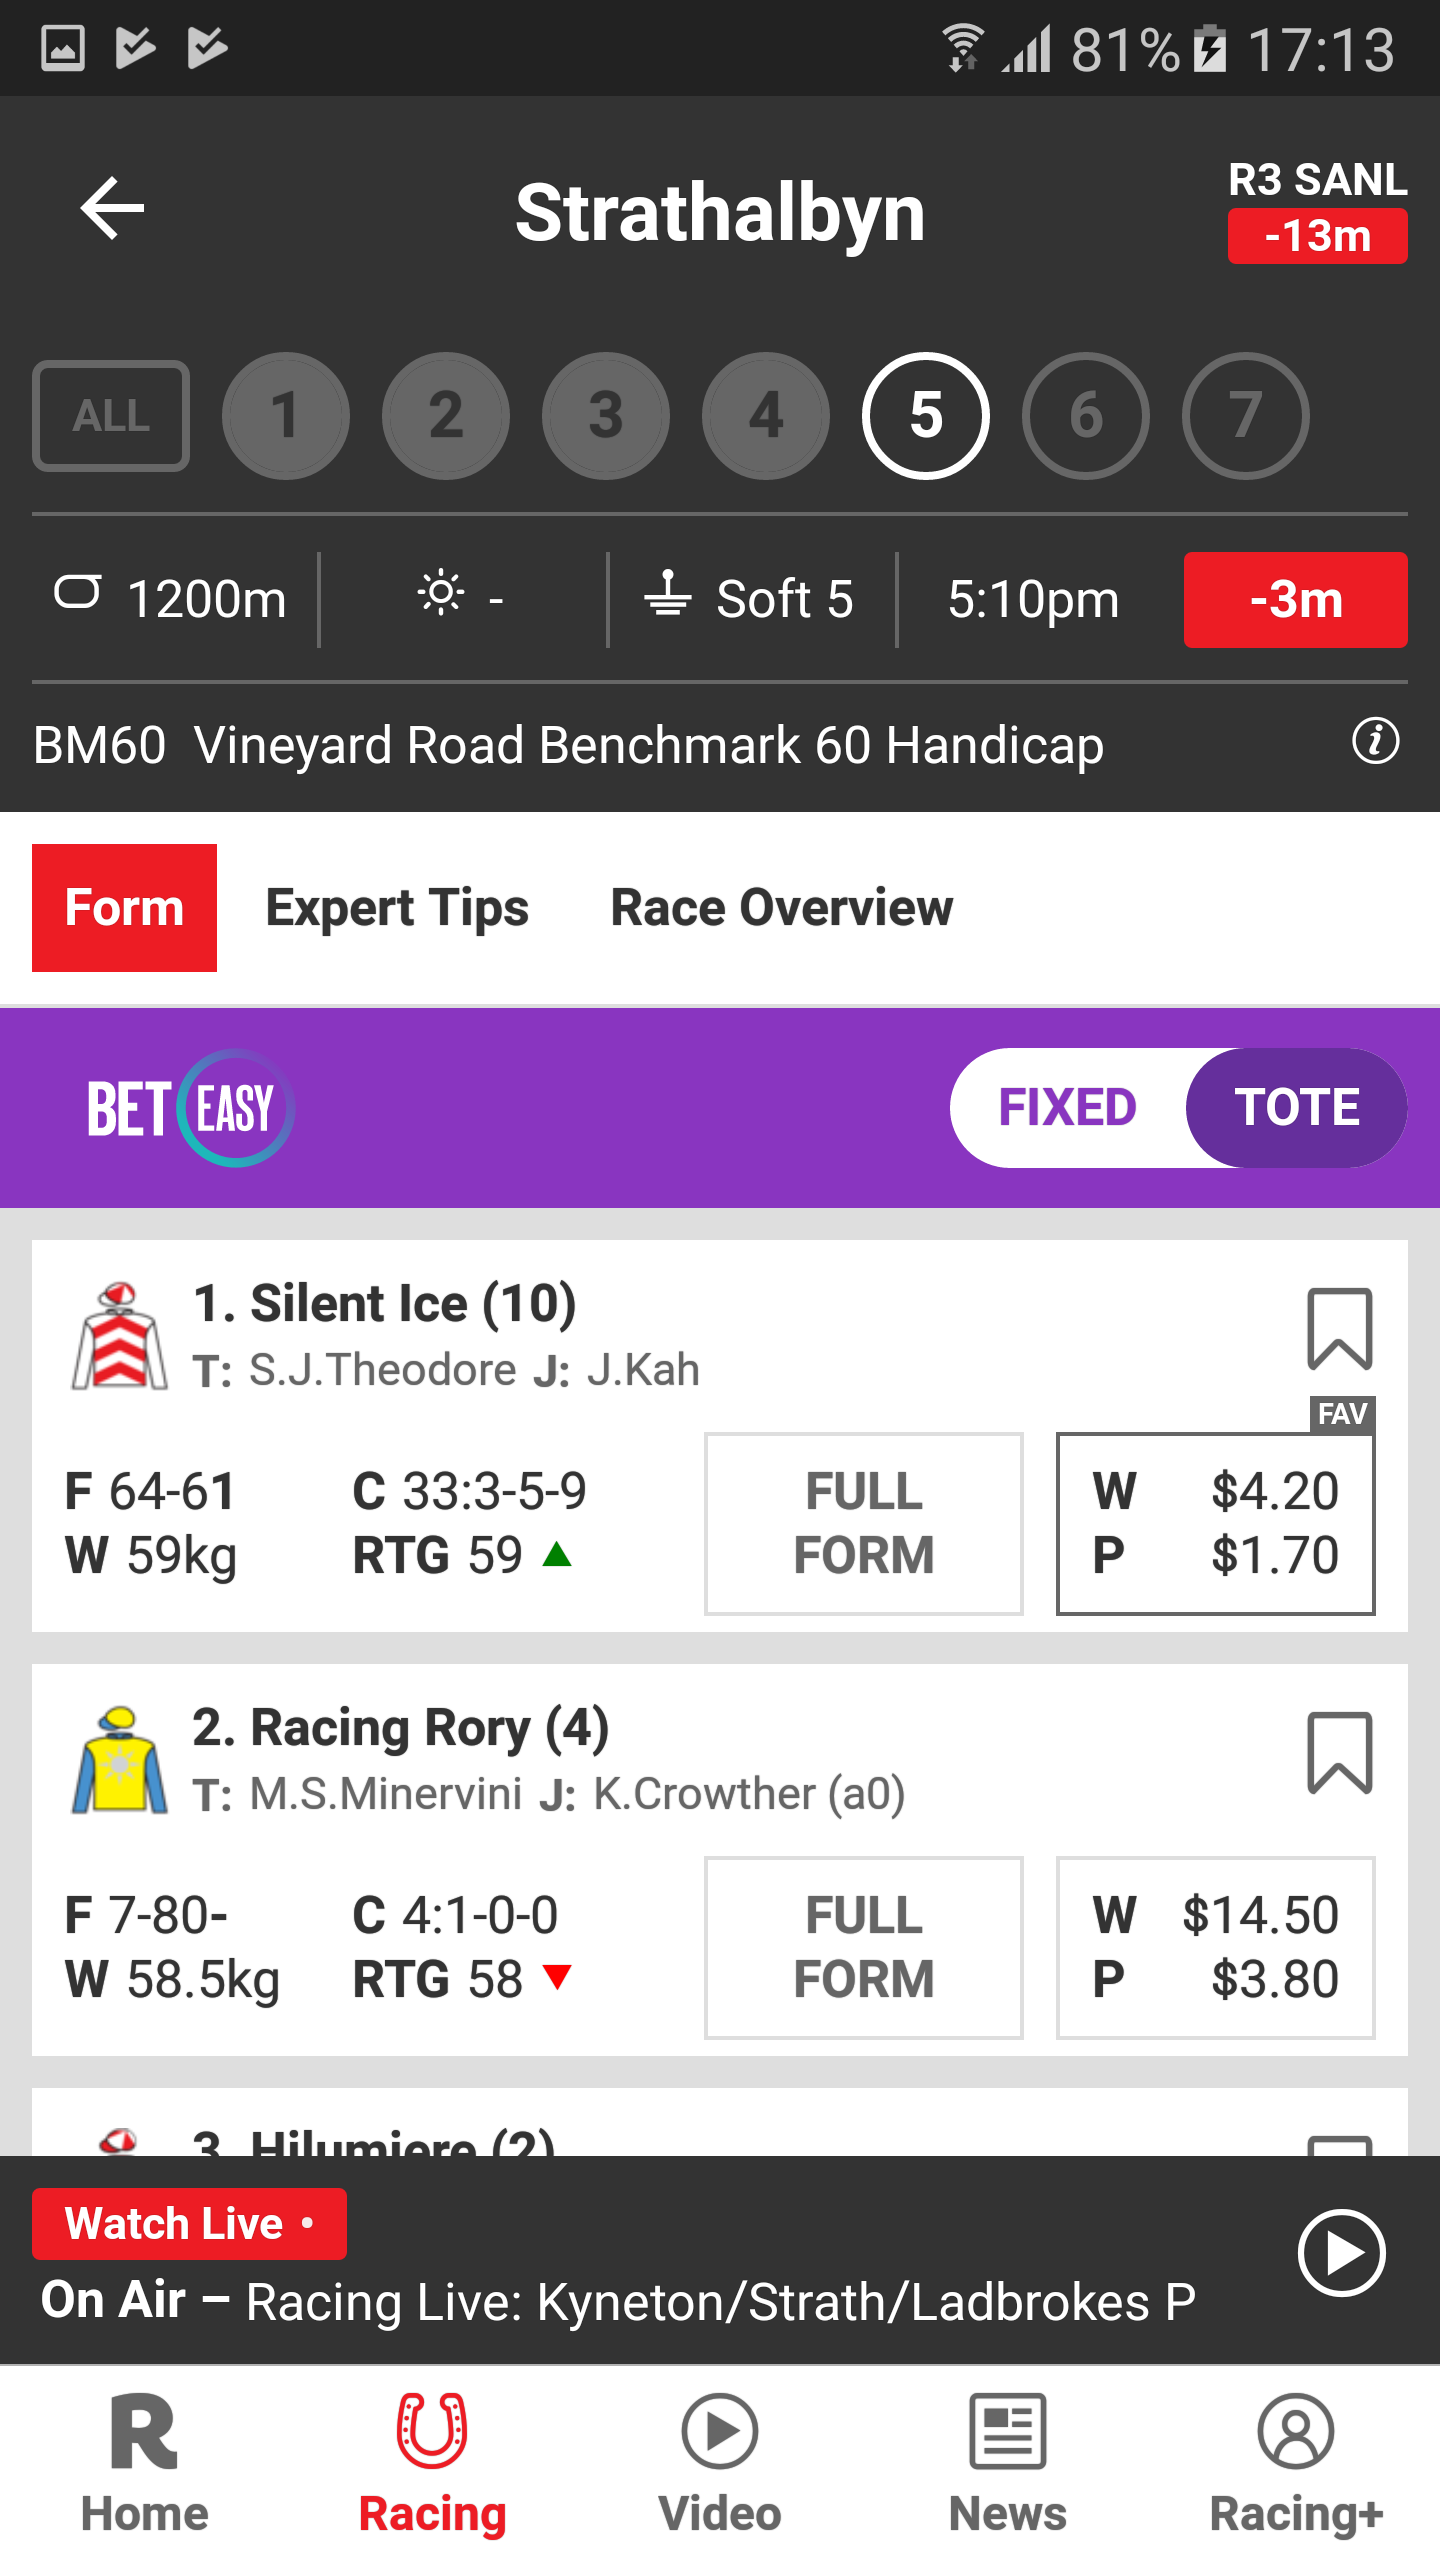 81% 17:13
Strathalbyn
R3 SANL
-13m
ALL 1 2 3 4 5 6 7
1200m - Soft 5 5:10pm -3m
BM60 Vineyard Road Benchmark 60 Handicap
Form Expert Tips Race Overview
BET EASY FIXED TOTE
1. Silent Ice (10)
T: S.J.Theodore J: J.Kah
FAV
F 64-61 C 33:3-5-9 FULL W $4.20
W 59kg RTG 59 FORM P $1.70
2. Racing Rory (4)
T: M.S.Minervini J: K.Crowther (a0)
F 7-80- C 4:1-0-0 FULL W $14.50
W 58.5kg RTG 58 FORM P $3.80
3. Hilumiere (2)
Watch Live •
On Air – Racing Live: Kyneton/Strath/Ladbrokes P
Home Racing Video News Racing+